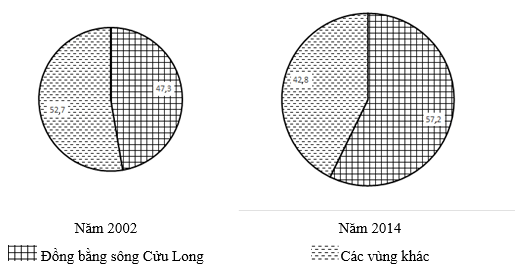 42,8
47,3
52,7
57,2
Năm 2002 Năm 2014
Đồng bằng sông Cửu Long Các vùng khác